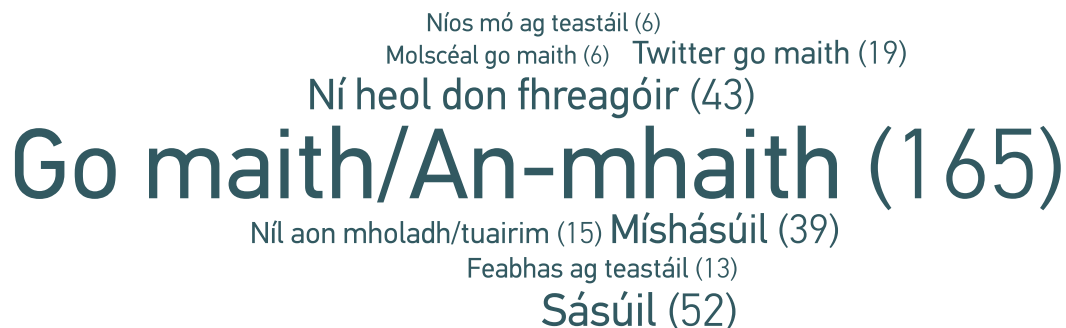 Níos mó ag teastáil (6)
Molscéal go maith (6) Twitter go maith (19)
Ní heol don fhreagóir (43)
Go maith/An-mhaith (165)
Níl aon mholadh/tuairim (15) Míshásúil (39)
Feabhas ag teastáil (13)
Sásúil (52)